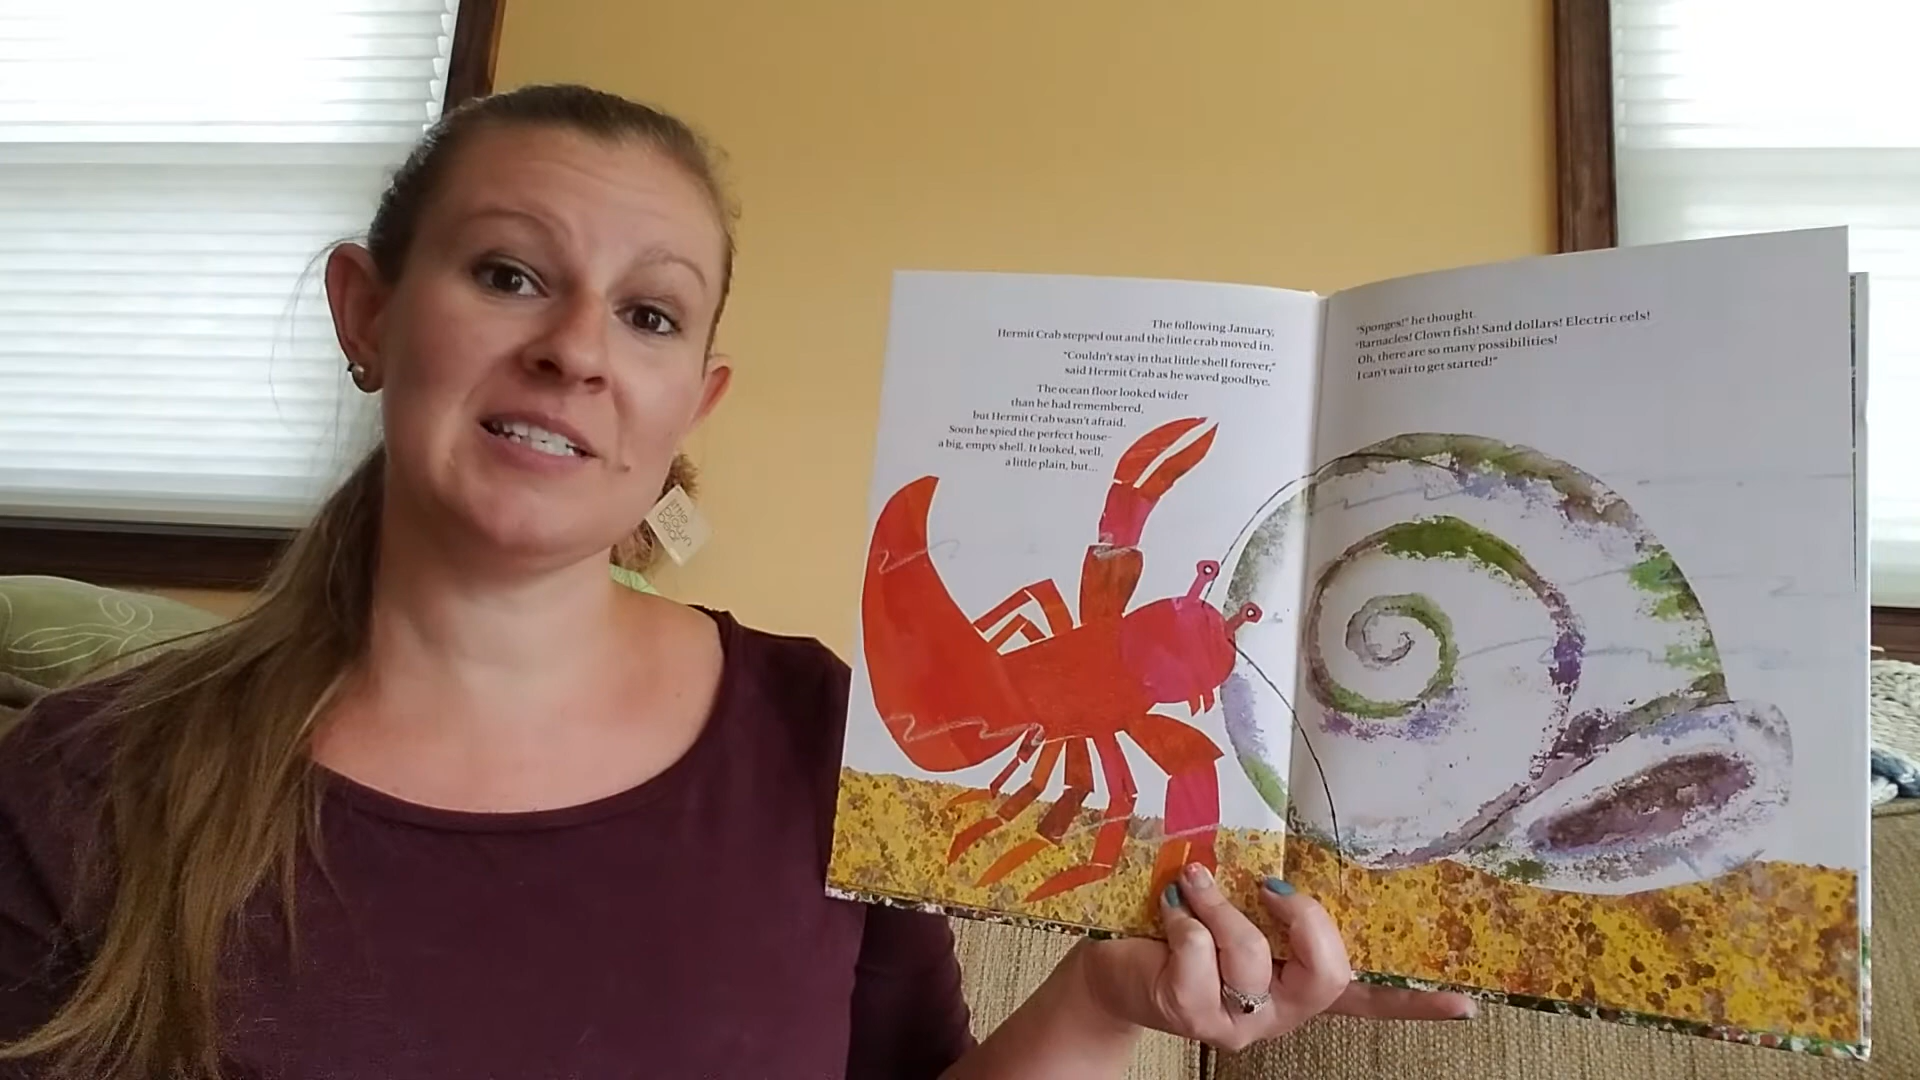 The following January,
Hermit Crab stepped out and the little crab moved in.
"Couldn't stay in that little shell forever,"
said Hermit Crab as he waved goodbye.
The ocean floor looked wider
than he had remembered,
but Hermit Crab wasn't afraid.
Soon he spied the perfect house—
a big, empty shell. It looked, well,
a little plain, but...
"Sponges!" he thought.
"Barnacles! Clown fish! Sand dollars! Electric eels!
Oh, there are so many possibilities!
I can't wait to get started!"
little
brown
bear